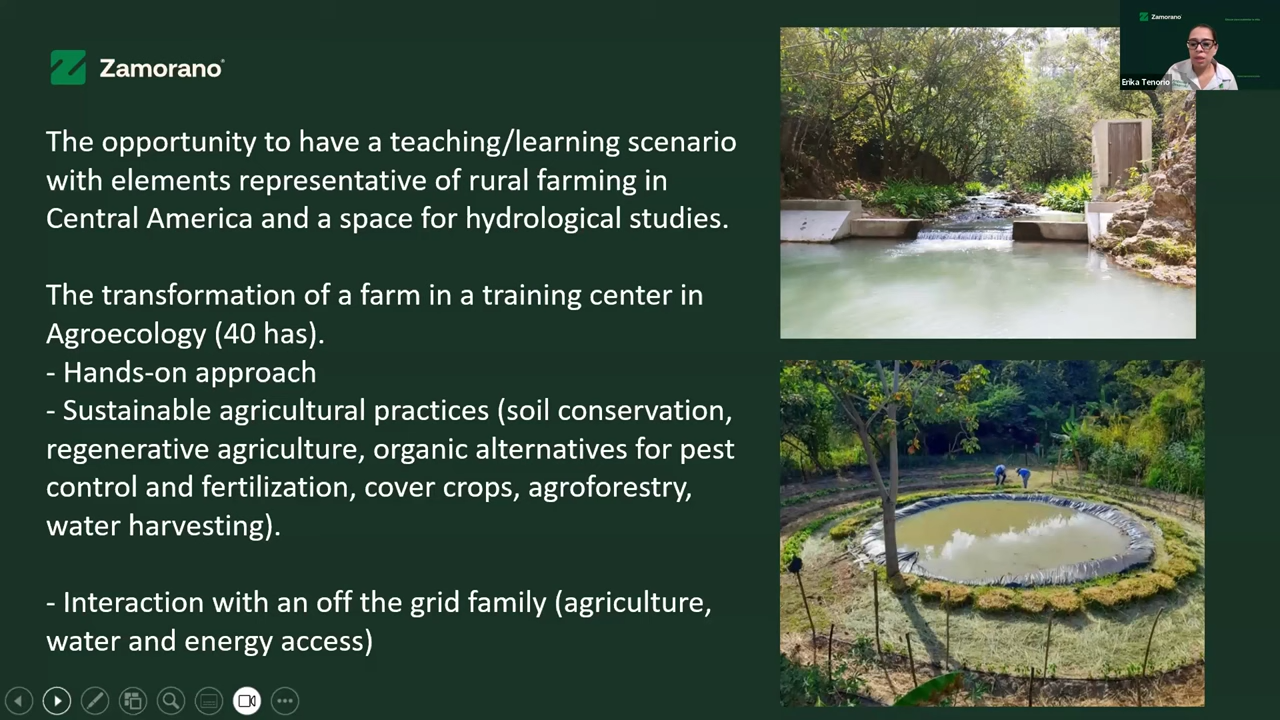 Zamorano
The opportunity to have a teaching/learning scenario
with elements representative of rural farming in
Central America and a space for hydrological studies.
The transformation of a farm in a training center in
Agroecology (40 has).
- Hands-on approach
- Sustainable agricultural practices (soil conservation,
regenerative agriculture, organic alternatives for pest
control and fertilization, cover crops, agroforestry,
water harvesting).
- Interaction with an off the grid family (agriculture,
water and energy access)
Zamorano
Erika Tenorio